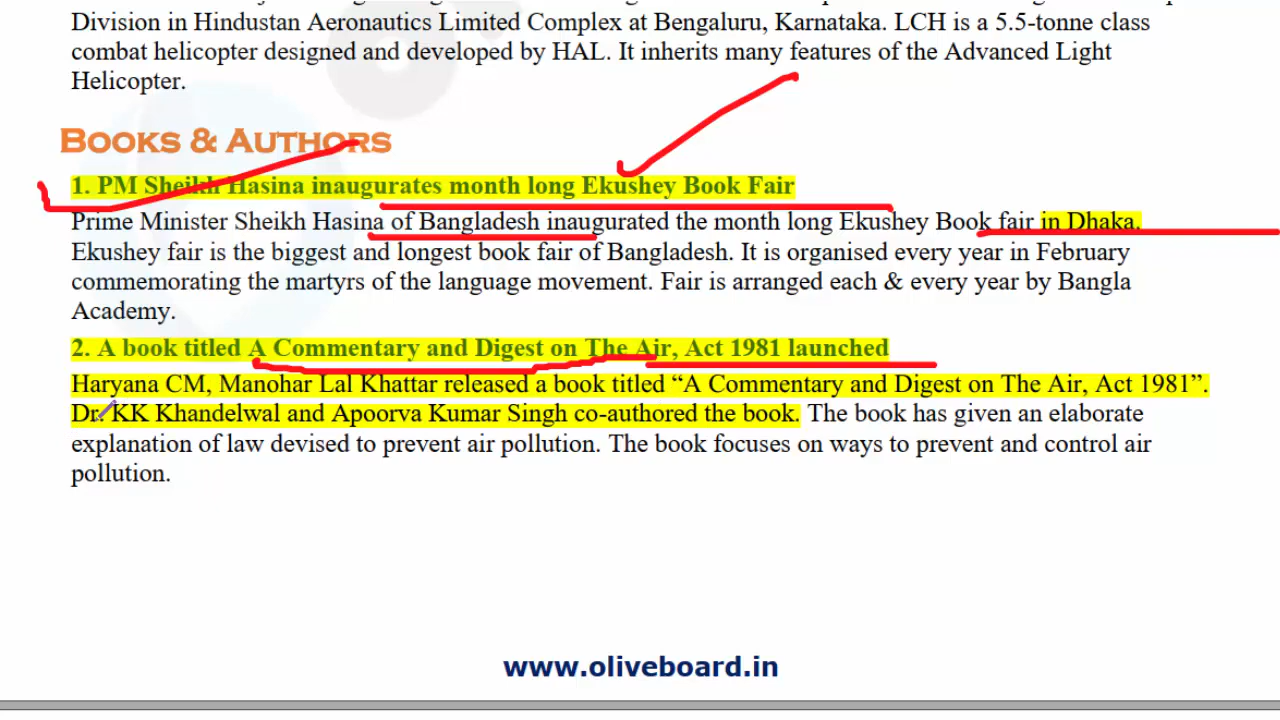 Division in Hindustan Aeronautics Limited Complex at Bengaluru, Karnataka. LCH is a 5.5-tonne class
combat helicopter designed and developed by HAL. It inherits many features of the Advanced Light
Helicopter.
BOOKS & AUTHORS
1. PM Sheikh Hasina inaugurates month long Ekushey Book Fair
Prime Minister Sheikh Hasina of Bangladesh inaugurated the month long Ekushey Book fair in Dhaka.
Ekushey fair is the biggest and longest book fair of Bangladesh. It is organised every year in February
commemorating the martyrs of the language movement. Fair is arranged each & every year by Bangla
Academy.
2. A book titled A Commentary and Digest on The Air, Act 1981 launched
Haryana CM, Manohar Lal Khattar released a book titled “A Commentary and Digest on The Air, Act 1981”.
Dr. KK Khandelwal and Apoorva Kumar Singh co-authored the book. The book has given an elaborate
explanation of law devised to prevent air pollution. The book focuses on ways to prevent and control air
pollution.
www.oliveboard.in